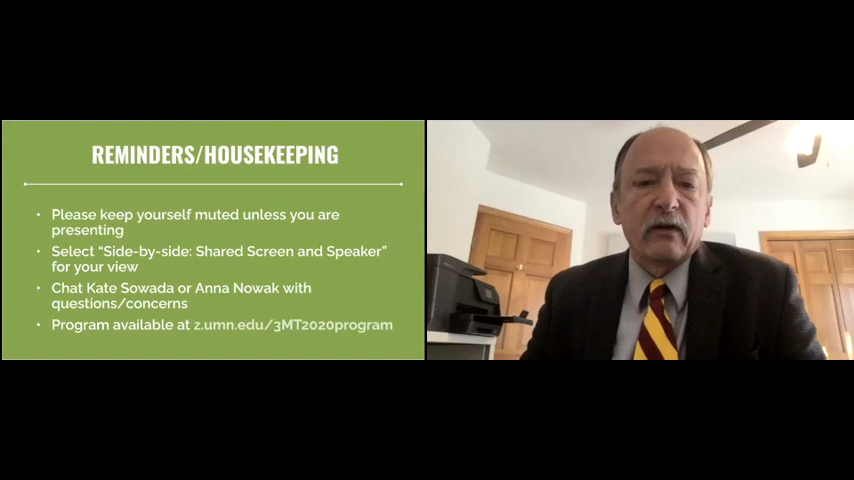 REMINDERS/HOUSEKEEPING
• Please keep yourself muted unless you are
presenting
• Select “Side-by-side: Shared Screen and Speaker”
for your view
• Chat Kate Sowada or Anna Nowak with
questions/concerns
• Program available at z.umn.edu/3MT2020program